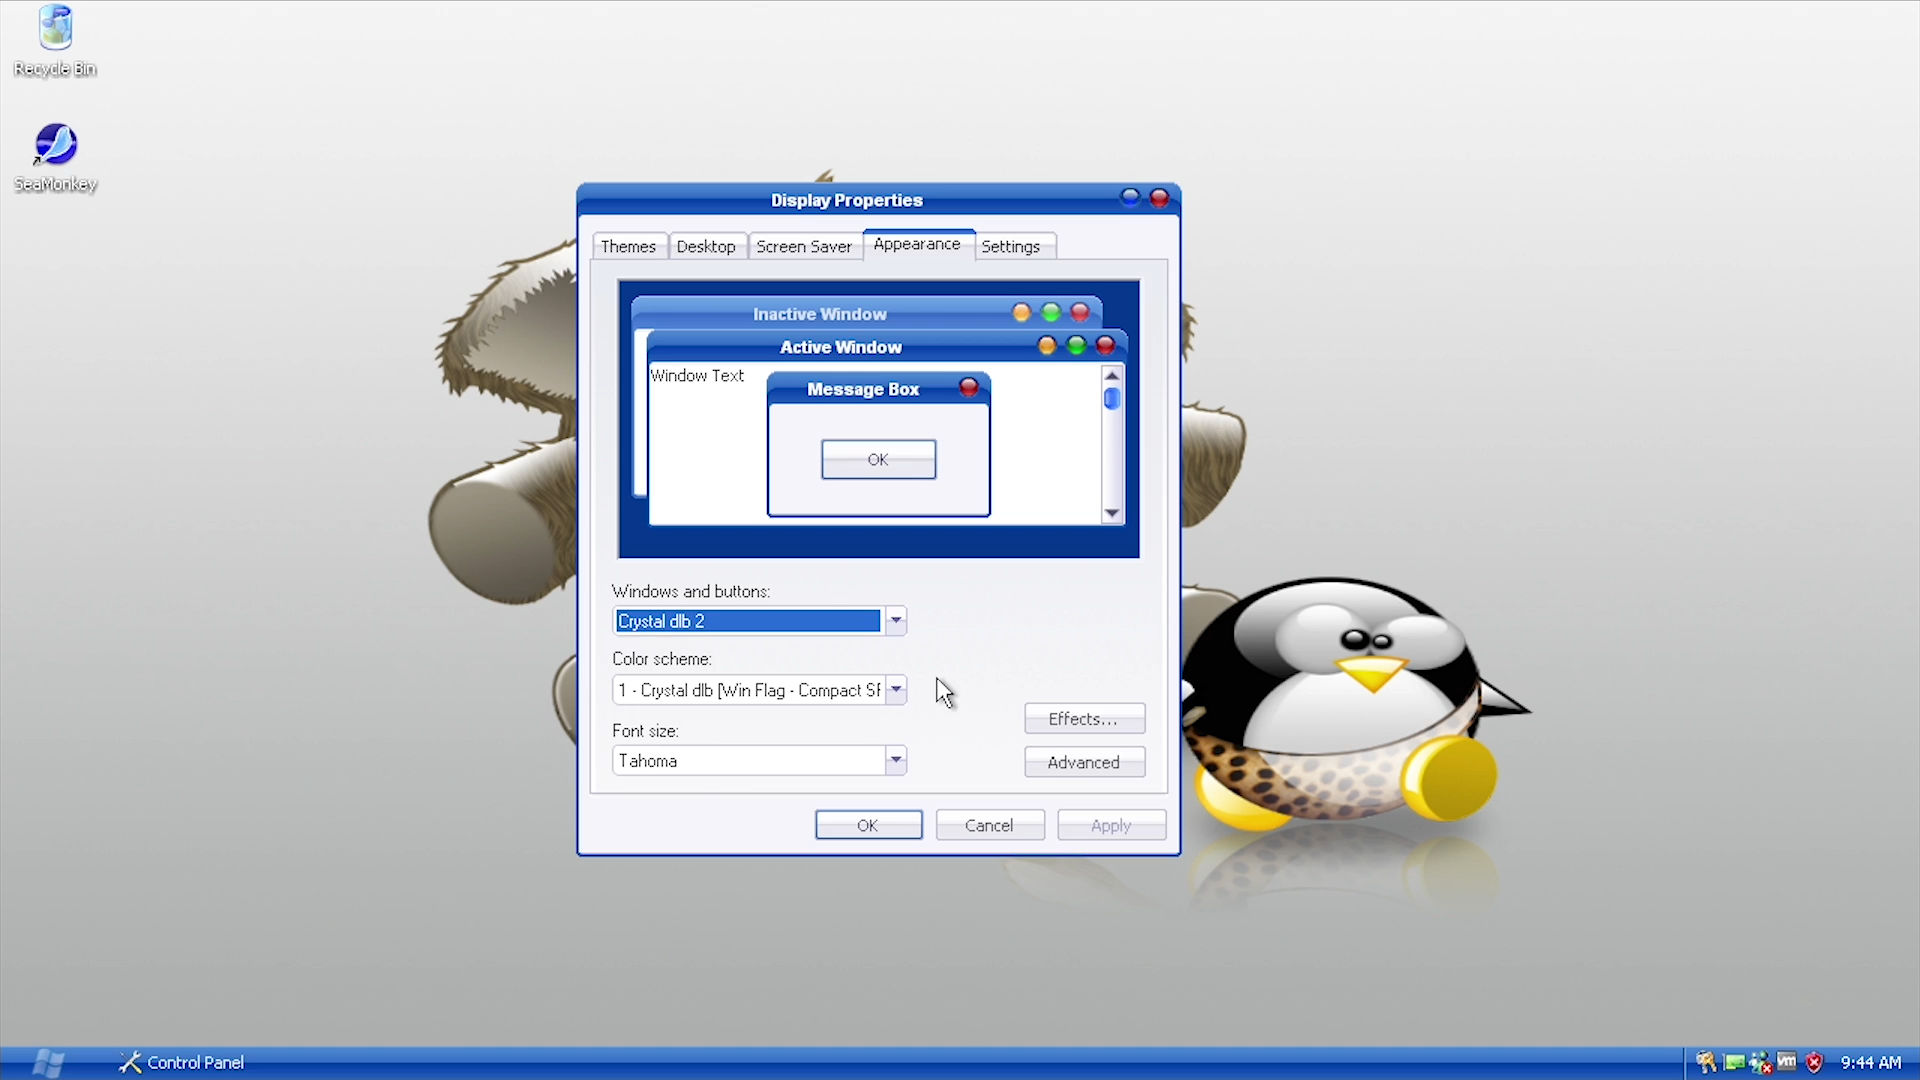 Recycle Bin
SeaMonkey
Display Properties
Themes
Desktop
Screen Saver
Appearance
Settings
Inactive Window
Active Window
Window Text
Message Box
OK
Windows and buttons:
Crystal dlb 2
Color scheme:
1 - Crystal dlb [Win Flag - Compact SF
Font size:
Tahoma
Effects...
Advanced
OK
Cancel
Apply
Control Panel
vm
9:44 AM